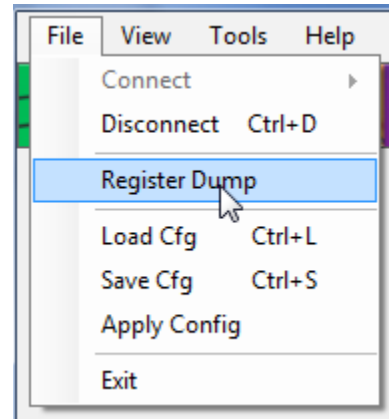 File View Tools Help
Connect
Disconnect Ctrl+D
Register Dump
Load Cfg Ctrl+L
Save Cfg Ctrl+S
Apply Config
Exit